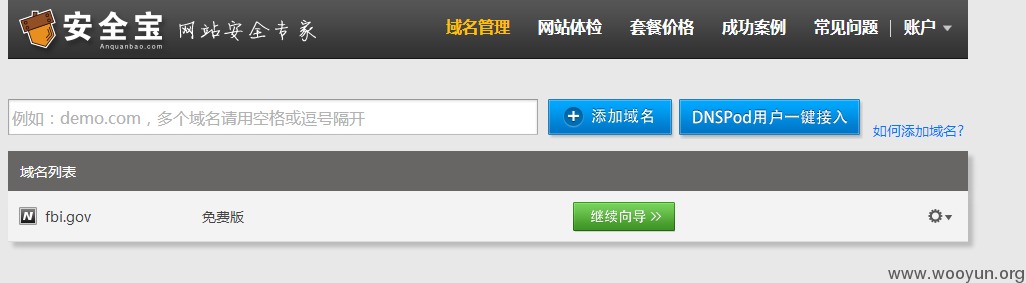 安全宝 网站安全专家 域名管理 网站体检 套餐价格 成功案例 常见问题 | 账户
Anquanbao.com
例如：demo.com，多个域名请用空格或逗号隔开 添加域名 DNSPod用户一键接入 如何添加域名?
域名列表
N fbi.gov 免费版 继续向导 >>
www.wooyun.org